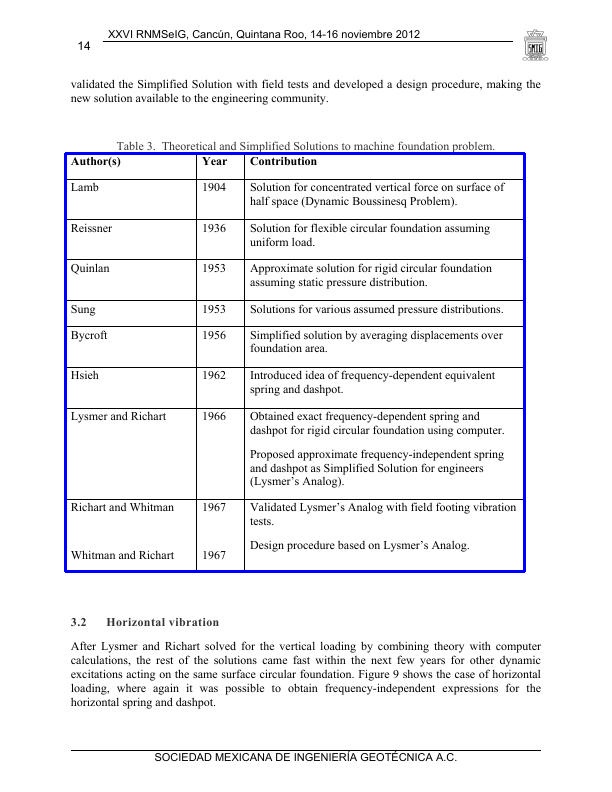 XXVI RNMSeIG, Cancún, Quintana Roo, 14-16 noviembre 2012
14
SMIG
validated the Simplified Solution with field tests and developed a design procedure, making the
new solution available to the engineering community.
Table 3. Theoretical and Simplified Solutions to machine foundation problem.
Author(s) Year Contribution
Lamb 1904 Solution for concentrated vertical force on surface of
half space (Dynamic Boussinesq Problem).
Reissner 1936 Solution for flexible circular foundation assuming
uniform load.
Quinlan 1953 Approximate solution for rigid circular foundation
assuming static pressure distribution.
Sung 1953 Solutions for various assumed pressure distributions.
Bycroft 1956 Simplified solution by averaging displacements over
foundation area.
Hsieh 1962 Introduced idea of frequency-dependent equivalent
spring and dashpot.
Lysmer and Richart 1966 Obtained exact frequency-dependent spring and
dashpot for rigid circular foundation using computer.
Proposed approximate frequency-independent spring
and dashpot as Simplified Solution for engineers
(Lysmer’s Analog).
Richart and Whitman 1967 Validated Lysmer’s Analog with field footing vibration
tests.
Design procedure based on Lysmer’s Analog.
Whitman and Richart 1967
3.2 Horizontal vibration
After Lysmer and Richart solved for the vertical loading by combining theory with computer
calculations, the rest of the solutions came fast within the next few years for other dynamic
excitations acting on the same surface circular foundation. Figure 9 shows the case of horizontal
loading, where again it was possible to obtain frequency-independent expressions for the
horizontal spring and dashpot.
SOCIEDAD MEXICANA DE INGENIERÍA GEOTÉCNICA A.C.